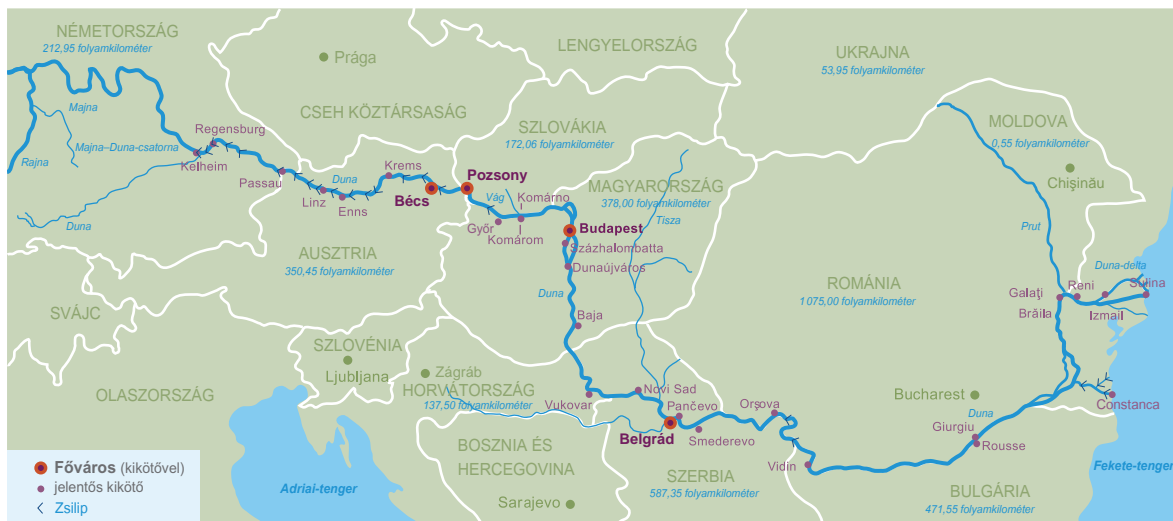 NÉMETORSZÁG
212,95 folyamkilométer
Prága
LENGYELORSZÁG
UKRAJNA
53,95 folyamkilométer
CSEH KÖZTÁRSASÁG
Majna
Regensburg
Majna–Duna-csatorna
Rajna
Kelheim
Passau
Duna
Duna
Linz
Enns
Krems
Bécs
Pozsony
SZLOVÁKIA
172,06 folyamkilométer
MOLDOVA
0,55 folyamkilométer
Chişinău
Vág
Komárno
Győr
Komárom
MAGYARORSZÁG
378,00 folyamkilométer
Tisza
Budapest
Százhalombatta
Dunaújváros
Duna
Baja
Prut
AUSZTRIA
350,45 folyamkilométer
ROMÁNIA
1 075,00 folyamkilométer
Duna-delta
Galaţi
Reni
Sulina
Brăila
Izmail
SVÁJC
SZLOVÉNIA
Ljubljana
Zágráb
OLASZORSZÁG
HORVÁTORSZÁG
137,50 folyamkilométer
Vukovar
Novi Sad
Pančevo
Orşova
Belgrád
Smederevo
Bucharest
Duna
Giurgiu
Rousse
Constanca
BOSZNIA ÉS
HERCEGOVINA
Sarajevo
SZERBIA
587,35 folyamkilométer
Vidin
BULGÁRIA
471,55 folyamkilométer
Fekete-tenger
Adriai-tenger
Főváros (kikötővel)
jelentős kikötő
Zsilip